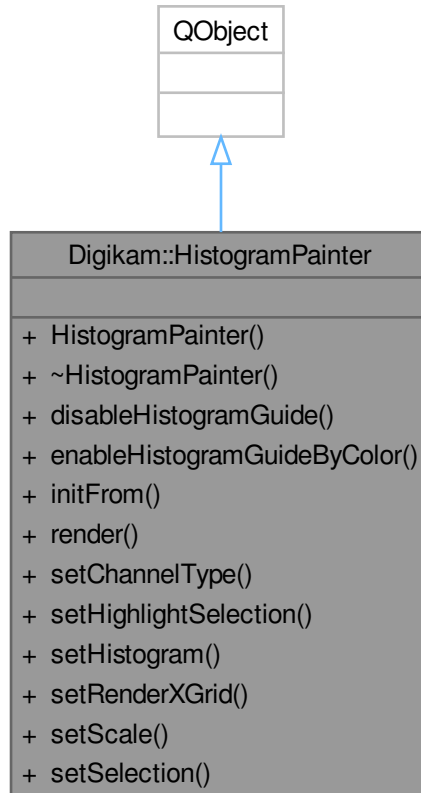 QObject
Digikam::HistogramPainter
+ HistogramPainter()
+ ~HistogramPainter()
+ disableHistogramGuide()
+ enableHistogramGuideByColor()
+ initFrom()
+ render()
+ setChannelType()
+ setHighlightSelection()
+ setHistogram()
+ setRenderXGrid()
+ setScale()
+ setSelection()